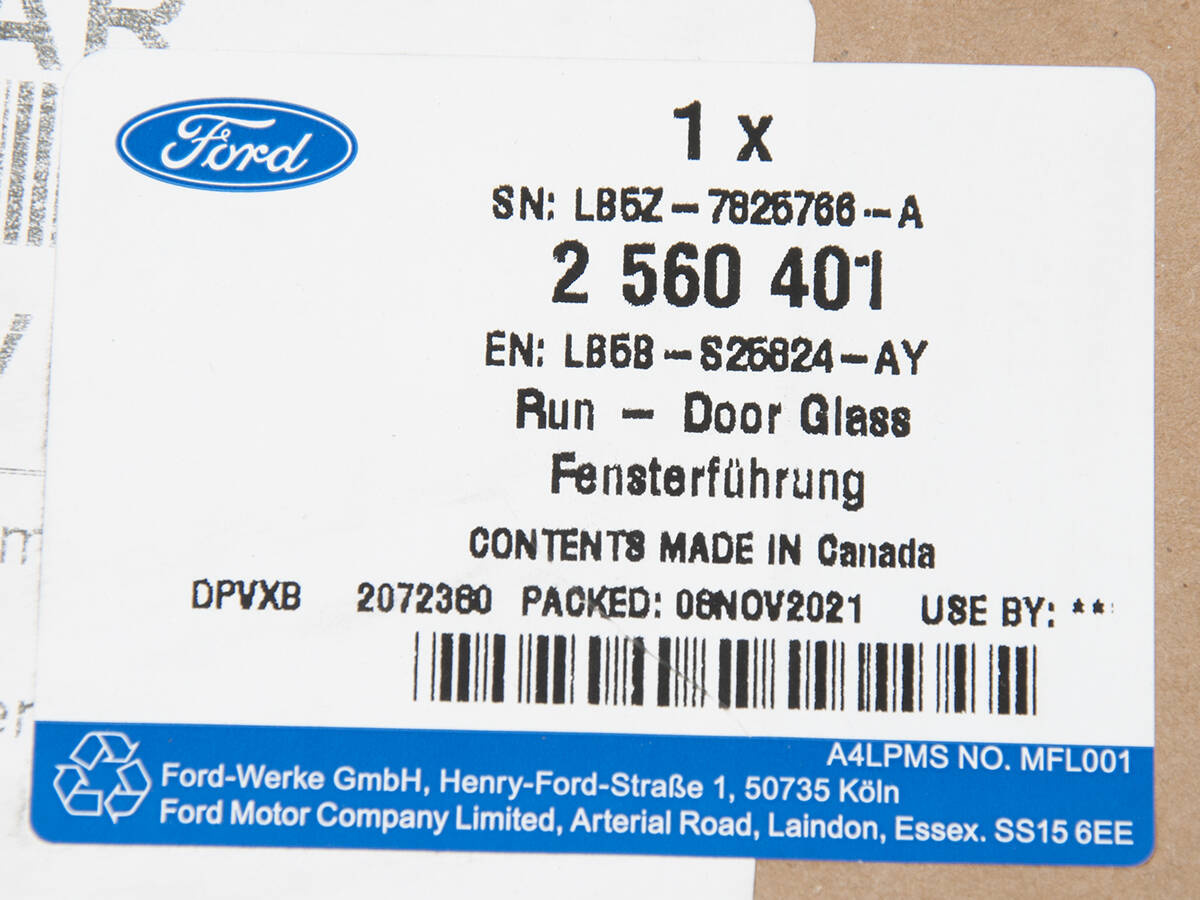 AR
Ford
1 x
SN: LB5Z-7825766-A
2 560 401
EN: LB5B-S25824-AY
Run - Door Glass
Fensterführung
CONTENTS MADE IN Canada
DPVXB 2072360 PACKED: 08NOV2021 USE BY: **
A4LPMS NO. MFL001
Ford-Werke GmbH, Henry-Ford-Straße 1, 50735 Köln
Ford Motor Company Limited, Arterial Road, Laindon, Essex. SS15 6EE